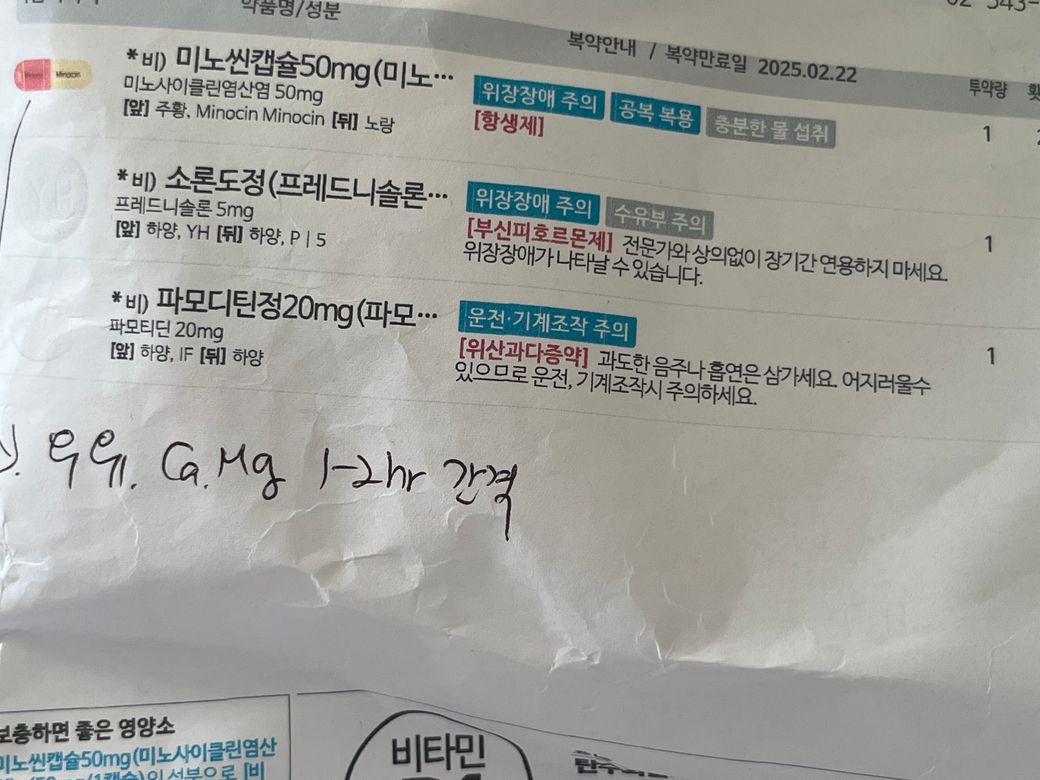 약품명/성분
복약안내 / 복약만료일 2025.02.22
투약량
*비) 미노씬캡슐50mg(미노…
미노사이클린염산염 50mg
[앞] 주황, Minocin Minocin [뒤] 노랑
위장장애 주의 공복 복용 충분한 물 섭취
[항생제]
1
Minocin
*비) 소론도정(프레드니솔론…
프레드니솔론 5mg
[앞] 하양, YH [뒤] 하양, P | 5
위장장애 주의 수유부 주의
[부신피호르몬제] 전문가와 상의없이 장기간 연용하지 마세요.
위장장애가 나타날 수 있습니다.
1
YH
*비) 파모디틴정20mg(파모…
파모티딘 20mg
[앞] 하양, IF [뒤] 하양
운전·기계조작 주의
[위산과다증약] 과도한 음주나 흡연은 삼가세요. 어지러울수
있으므로 운전, 기계조작시 주의하세요.
1
우유. Ca. Mg 1-2hr 간격
보충하면 좋은 영양소
미노씬캡슐50mg(미노사이클린염산
비타민